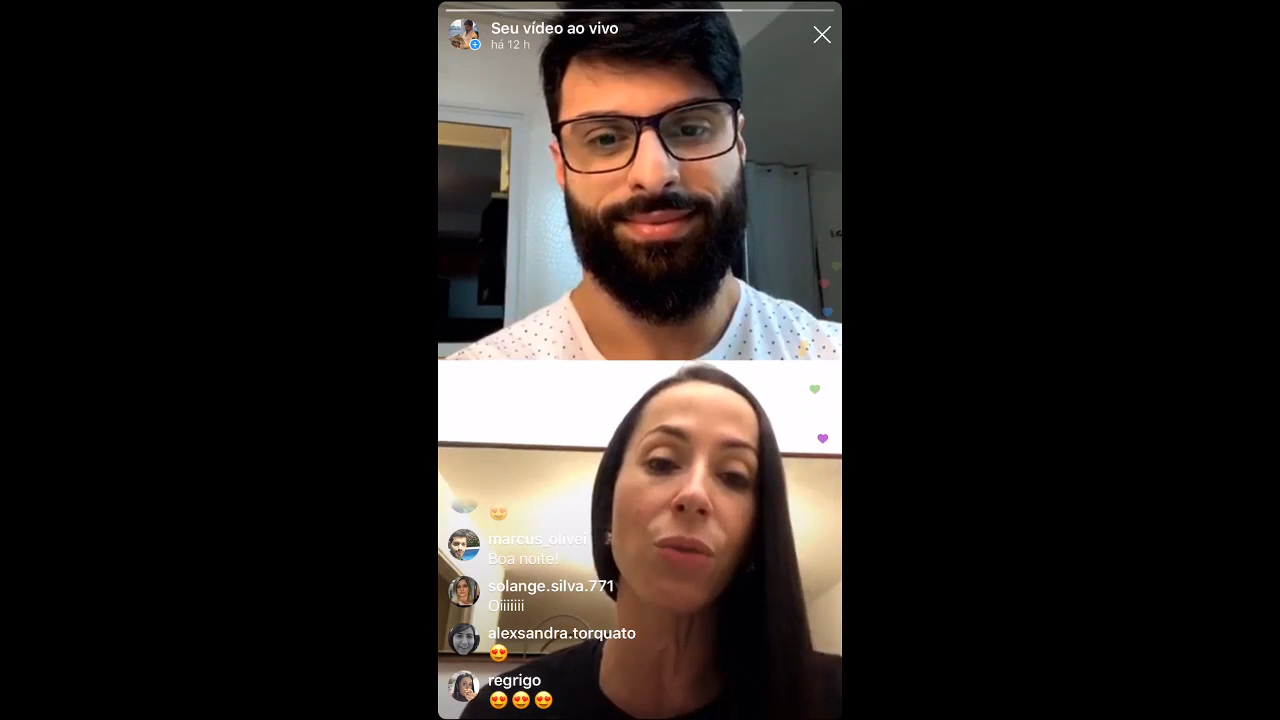 Seu vídeo ao vivo
há 12 h
marcus_olivei
Boa noite!
solange.silva.771
Oiiiiiii
alexsandra.torquato
😍
regrigo
😍😍😍